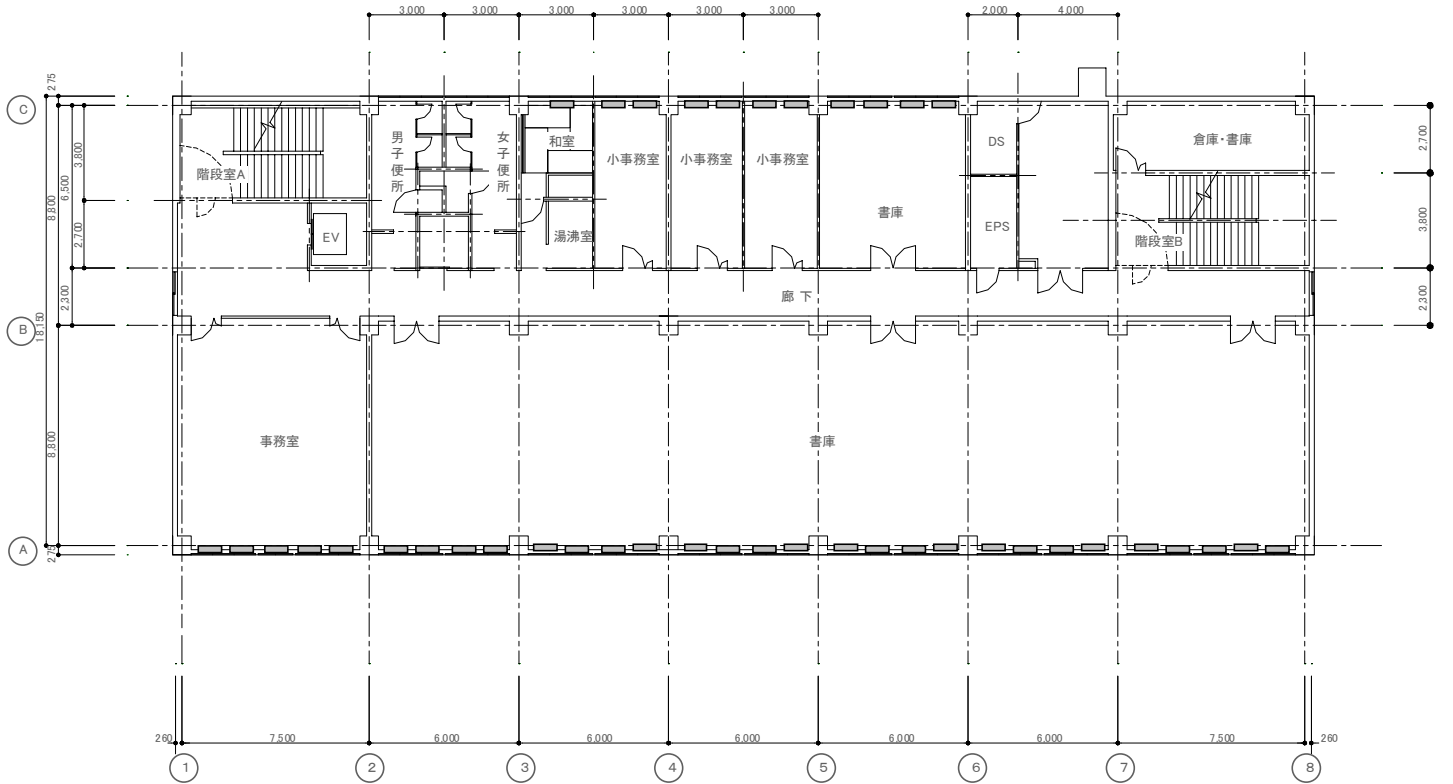 3,000 3,000 3,000 3,000 3,000 3,000 2,000 4,000
275
C
男子便所
女子便所
和室
小事務室
小事務室
小事務室
DS
倉庫・書庫
2,700
3,800
6,500
8,800
階段室A
書庫
EPS
階段室B
3,800
2,700
EV
湯沸室
廊 下
2,300
2,300
B
18,150
8,800
事務室
書庫
A
275
260 7,500 6,000 6,000 6,000 6,000 6,000 7,500 260
1 2 3 4 5 6 7 8